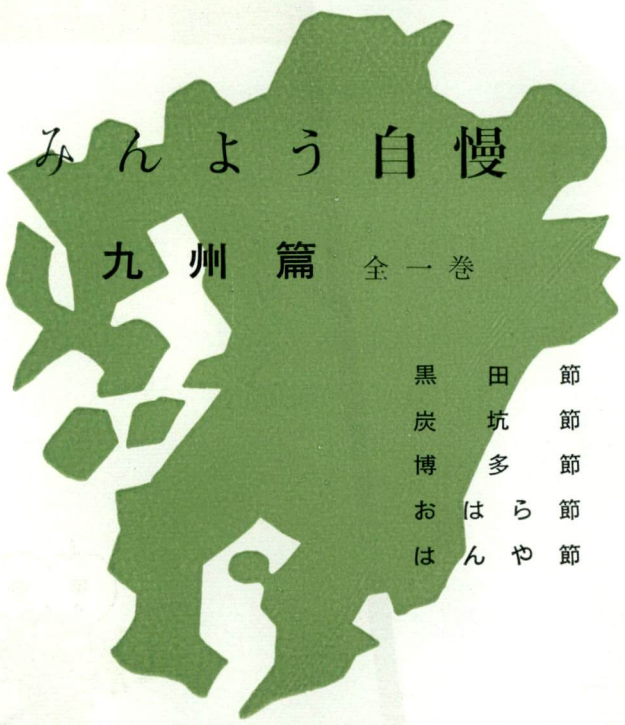 みんよう自慢
九州篇 全一巻
黒田節
炭坑節
博多節
おはら節
はんや節